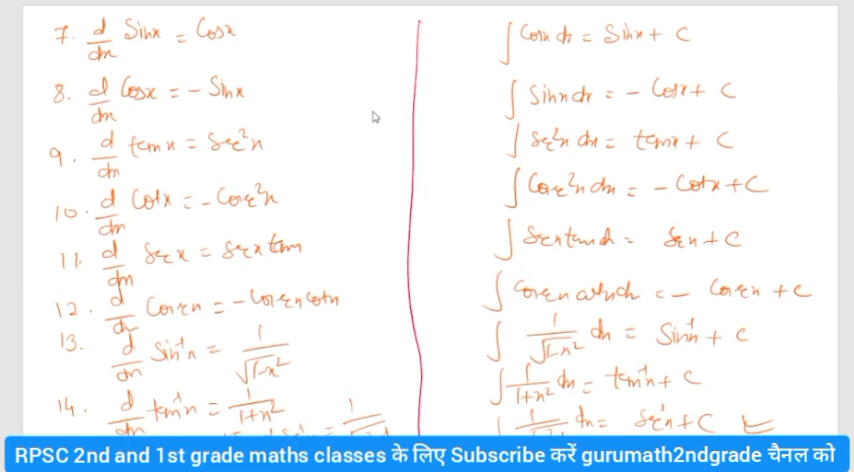 7. d/dx Sinx = Cosx
8. d/dx Cosx = - Sinx
9. d/dx tanx = Sec²x
10. d/dx Cotx = - Cosec²x
11. d/dx Secx = Secx tanx
12. d/dx Cosecx = - Cosecx cotx
13. d/dx Sin⁻¹x = 1/√(1-x²)
14. d/dx tan⁻¹x = 1/(1+x²)
∫ Cosx dx = Sinx + C
∫ Sinx dx = - Cosx + C
∫ Sec²x dx = tanx + C
∫ Cosec²x dx = - Cotx + C
∫ Secx tanx dx = Secx + C
∫ Cosecx cotx dx = - Cosecx + C
∫ 1/√(1-x²) dx = Sin⁻¹x + C
∫ 1/(1+x²) dx = tan⁻¹x + C
dx = Sec⁻¹x + C
RPSC 2nd and 1st grade maths classes के लिए Subscribe करें gurumath2ndgrade चैनल को